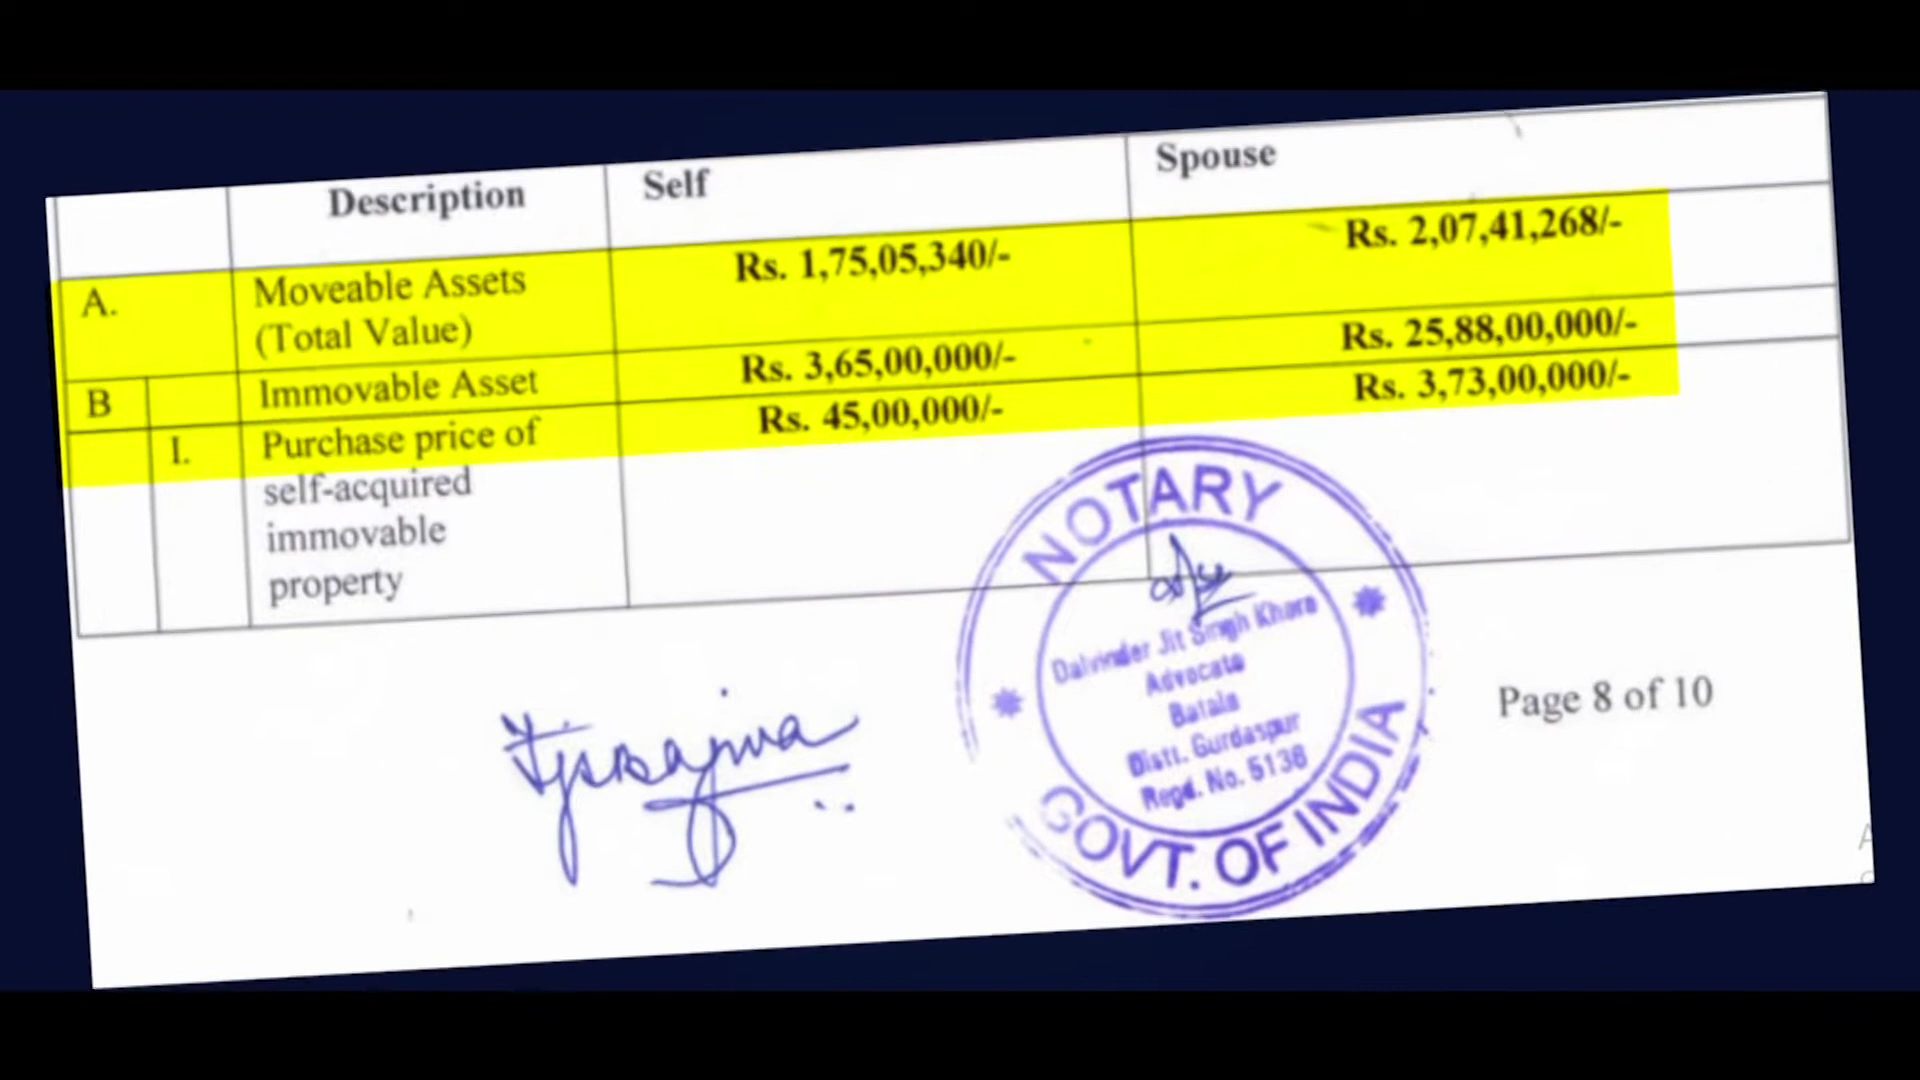 Description Self Spouse
A. Moveable Assets Rs. 1,75,05,340/- Rs. 2,07,41,268/-
(Total Value)
B Immovable Asset Rs. 3,65,00,000/- Rs. 25,88,00,000/-
I. Purchase price of Rs. 45,00,000/- Rs. 3,73,00,000/-
self-acquired
immovable
property
NOTARY
Dalvinder Jit Singh Khara
Advocate
Batala
Distt. Gurdaspur
Regd. No. 5138
GOVT. OF INDIA
Page 8 of 10